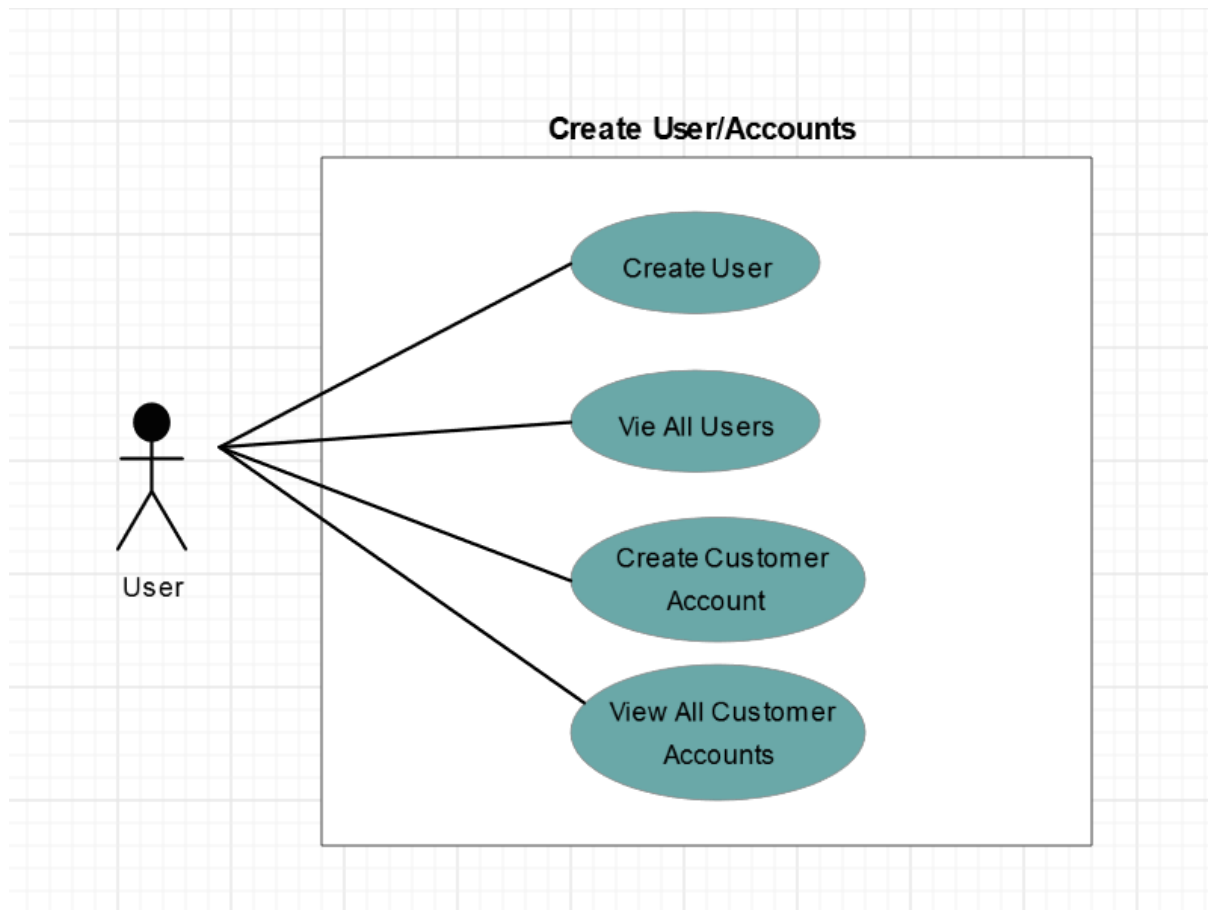 Create User/Accounts
Create User
Vie All Users
Create Customer
Account
User
View All Customer
Accounts